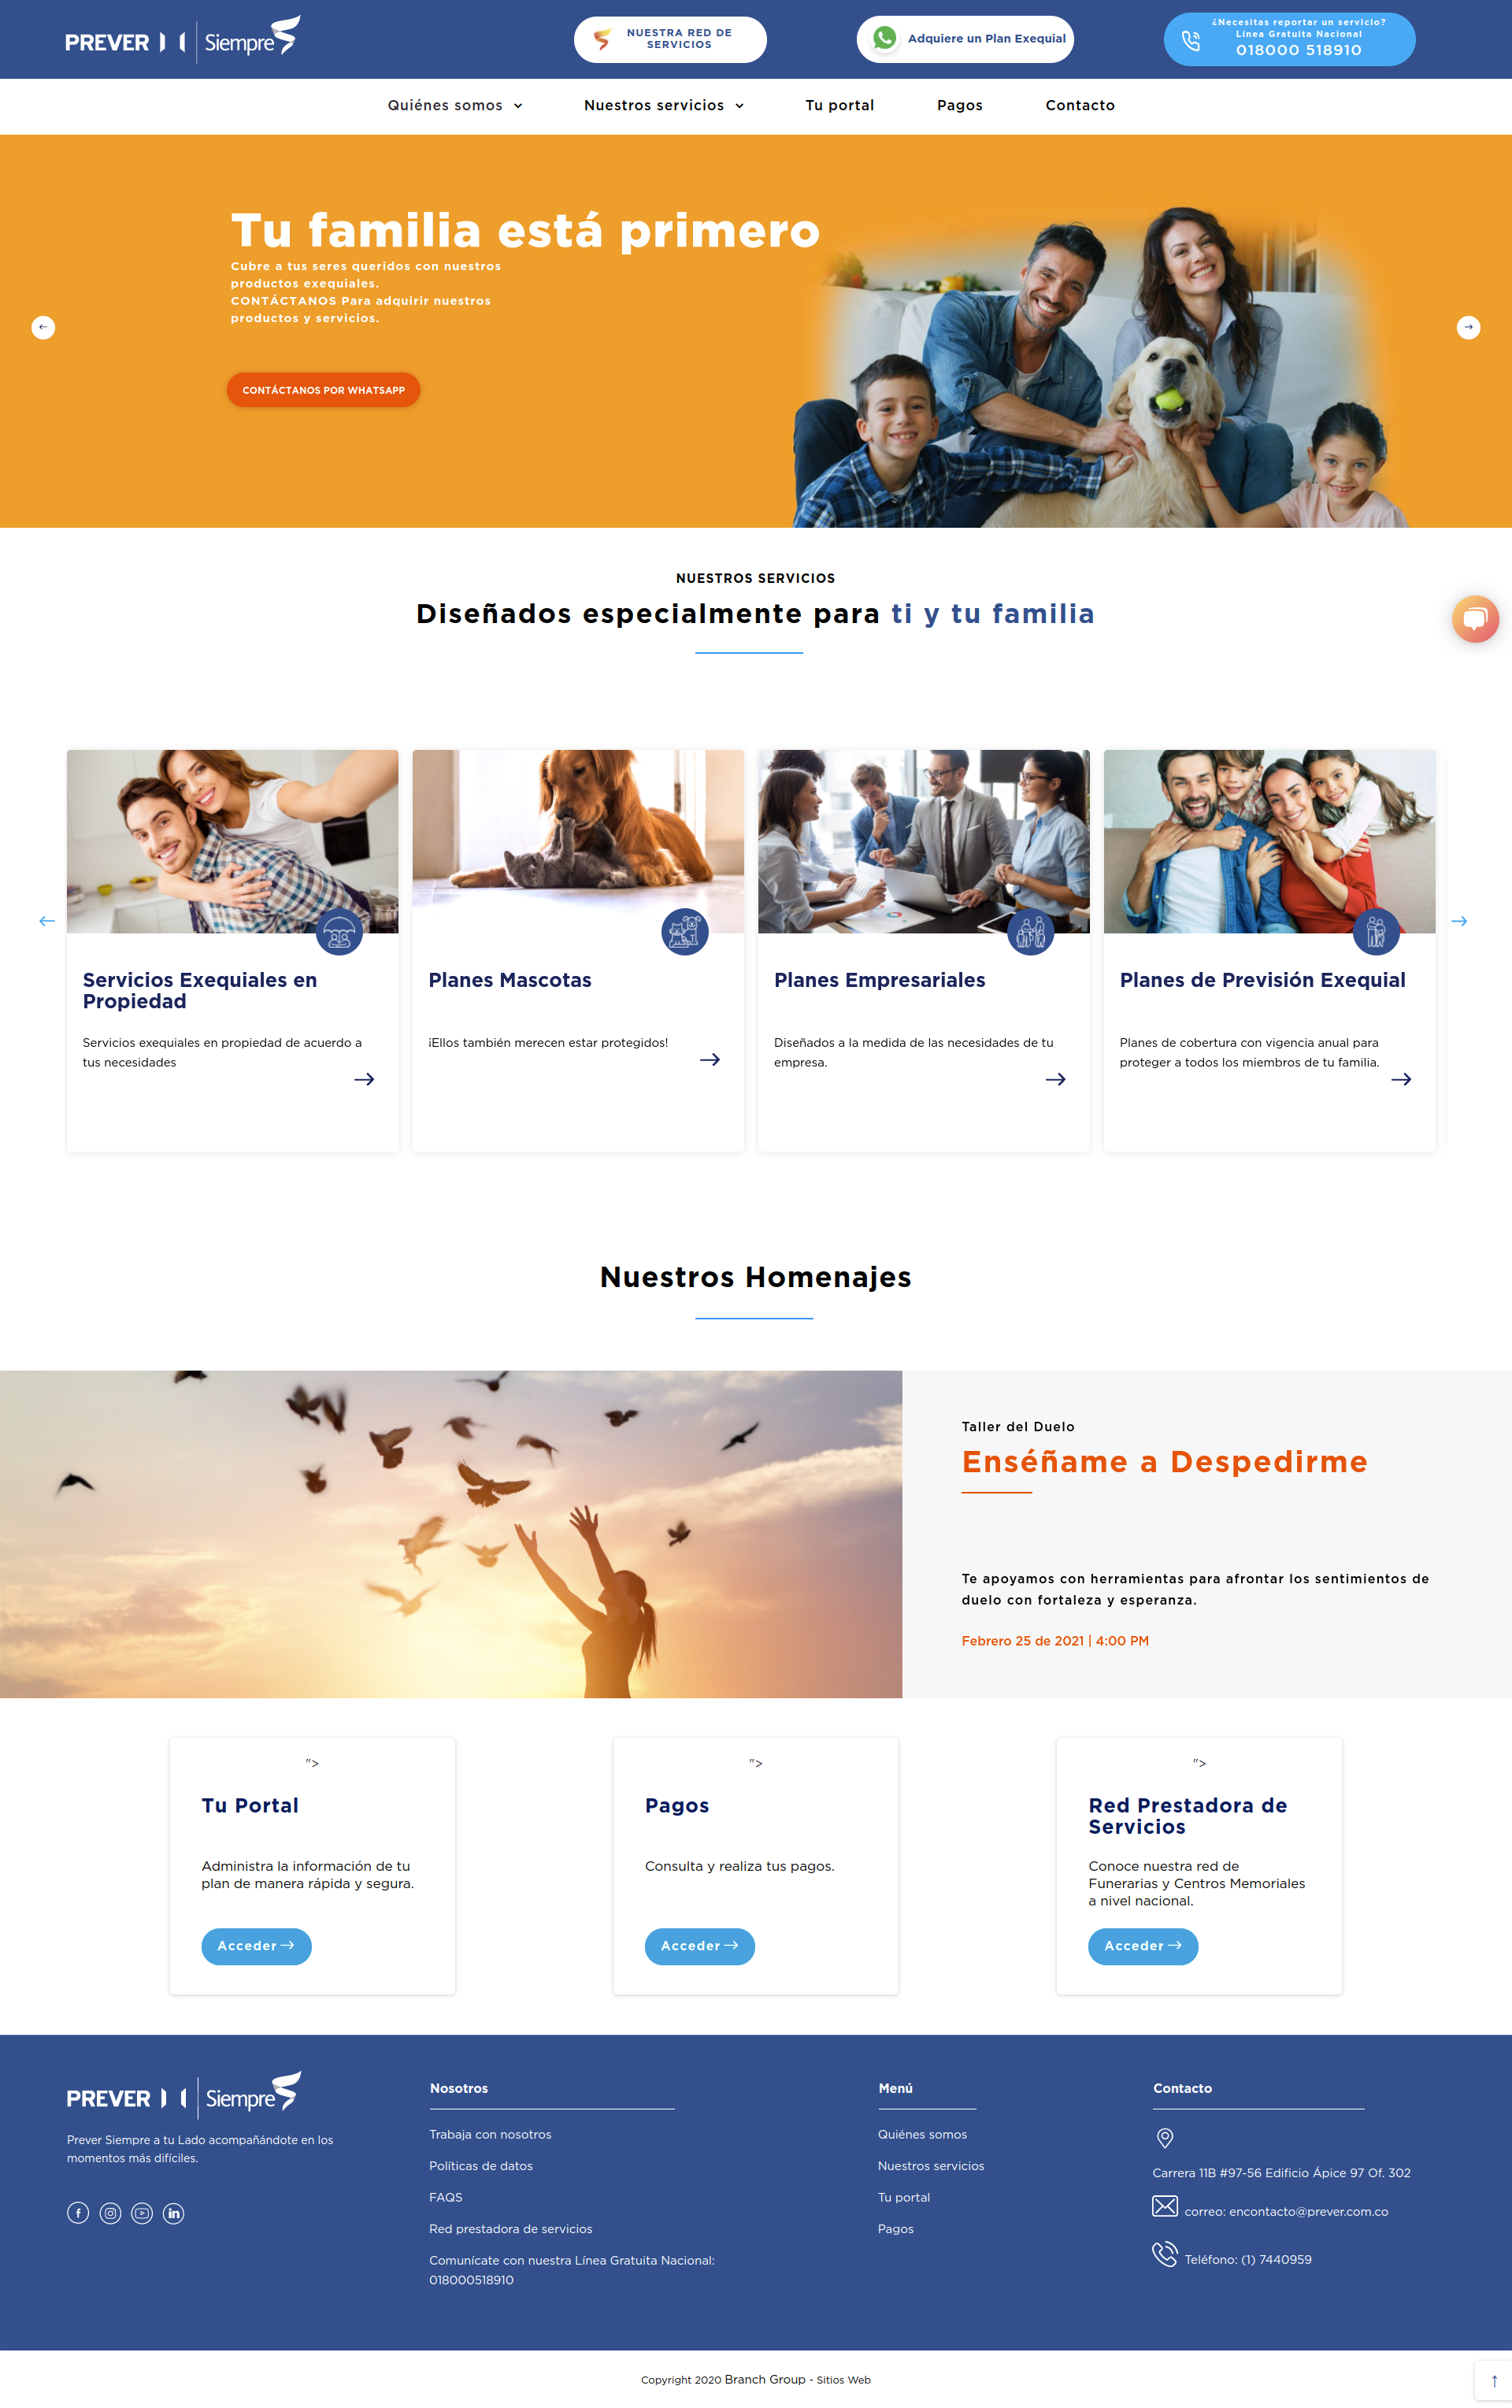 PREVER Siempre
NUESTRA RED DE
SERVICIOS
Adquiere un Plan Exequial
¿Necesitas reportar un servicio?
Línea Gratuita Nacional
018000 518910
Quiénes somos
Nuestros servicios
Tu portal
Pagos
Contacto
Tu familia está primero
Cubre a tus seres queridos con nuestros
productos exequiales.
CONTÁCTANOS Para adquirir nuestros
productos y servicios.
CONTÁCTANOS POR WHATSAPP
NUESTROS SERVICIOS
Diseñados especialmente para ti y tu familia
Servicios Exequiales en
Propiedad
Servicios exequiales en propiedad de acuerdo a
tus necesidades
Planes Mascotas
¡Ellos también merecen estar protegidos!
Planes Empresariales
Diseñados a la medida de las necesidades de tu
empresa.
Planes de Previsión Exequial
Planes de cobertura con vigencia anual para
proteger a todos los miembros de tu familia.
Nuestros Homenajes
Taller del Duelo
Enséñame a Despedirme
Te apoyamos con herramientas para afrontar los sentimientos de
duelo con fortaleza y esperanza.
Febrero 25 de 2021 | 4:00 PM
">
Tu Portal
Administra la información de tu
plan de manera rápida y segura.
Acceder
">
Pagos
Consulta y realiza tus pagos.
Acceder
">
Red Prestadora de
Servicios
Conoce nuestra red de
Funerarias y Centros Memoriales
a nivel nacional.
Acceder
PREVER Siempre
Prever Siempre a tu Lado acompañándote en los
momentos más difíciles.
Nosotros
Trabaja con nosotros
Políticas de datos
FAQS
Red prestadora de servicios
Comunícate con nuestra Línea Gratuita Nacional:
018000518910
Menú
Quiénes somos
Nuestros servicios
Tu portal
Pagos
Contacto
Carrera 11B #97-56 Edificio Ápice 97 Of. 302
correo: encontacto@prever.com.co
Teléfono: (1) 7440959
Copyright 2020 Branch Group - Sitios Web